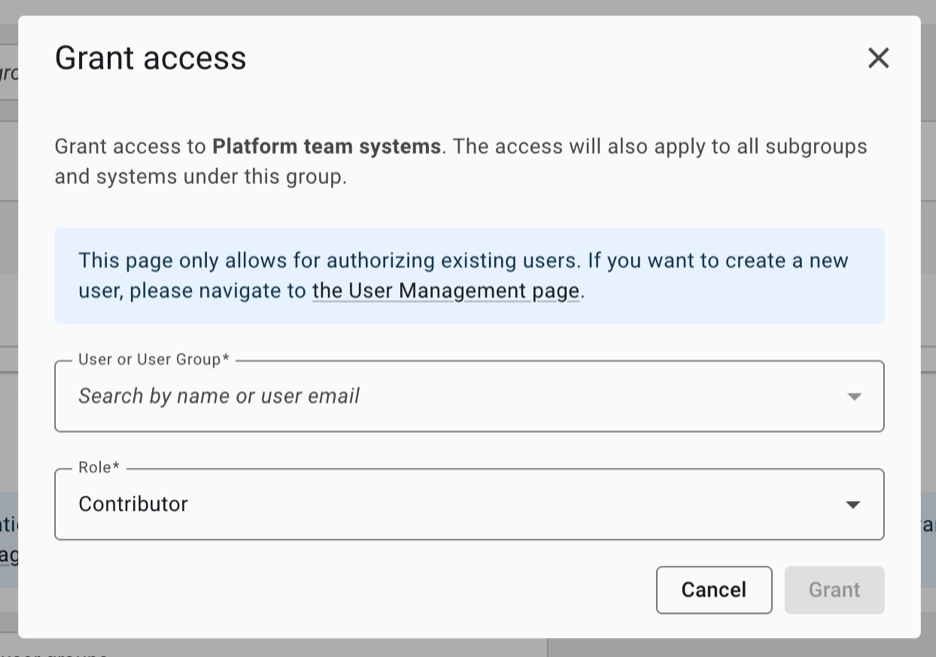 Grant access
Grant access to Platform team systems. The access will also apply to all subgroups
and systems under this group.
This page only allows for authorizing existing users. If you want to create a new
user, please navigate to the User Management page.
User or User Group*
Search by name or user email
Role*
Contributor
Cancel
Grant